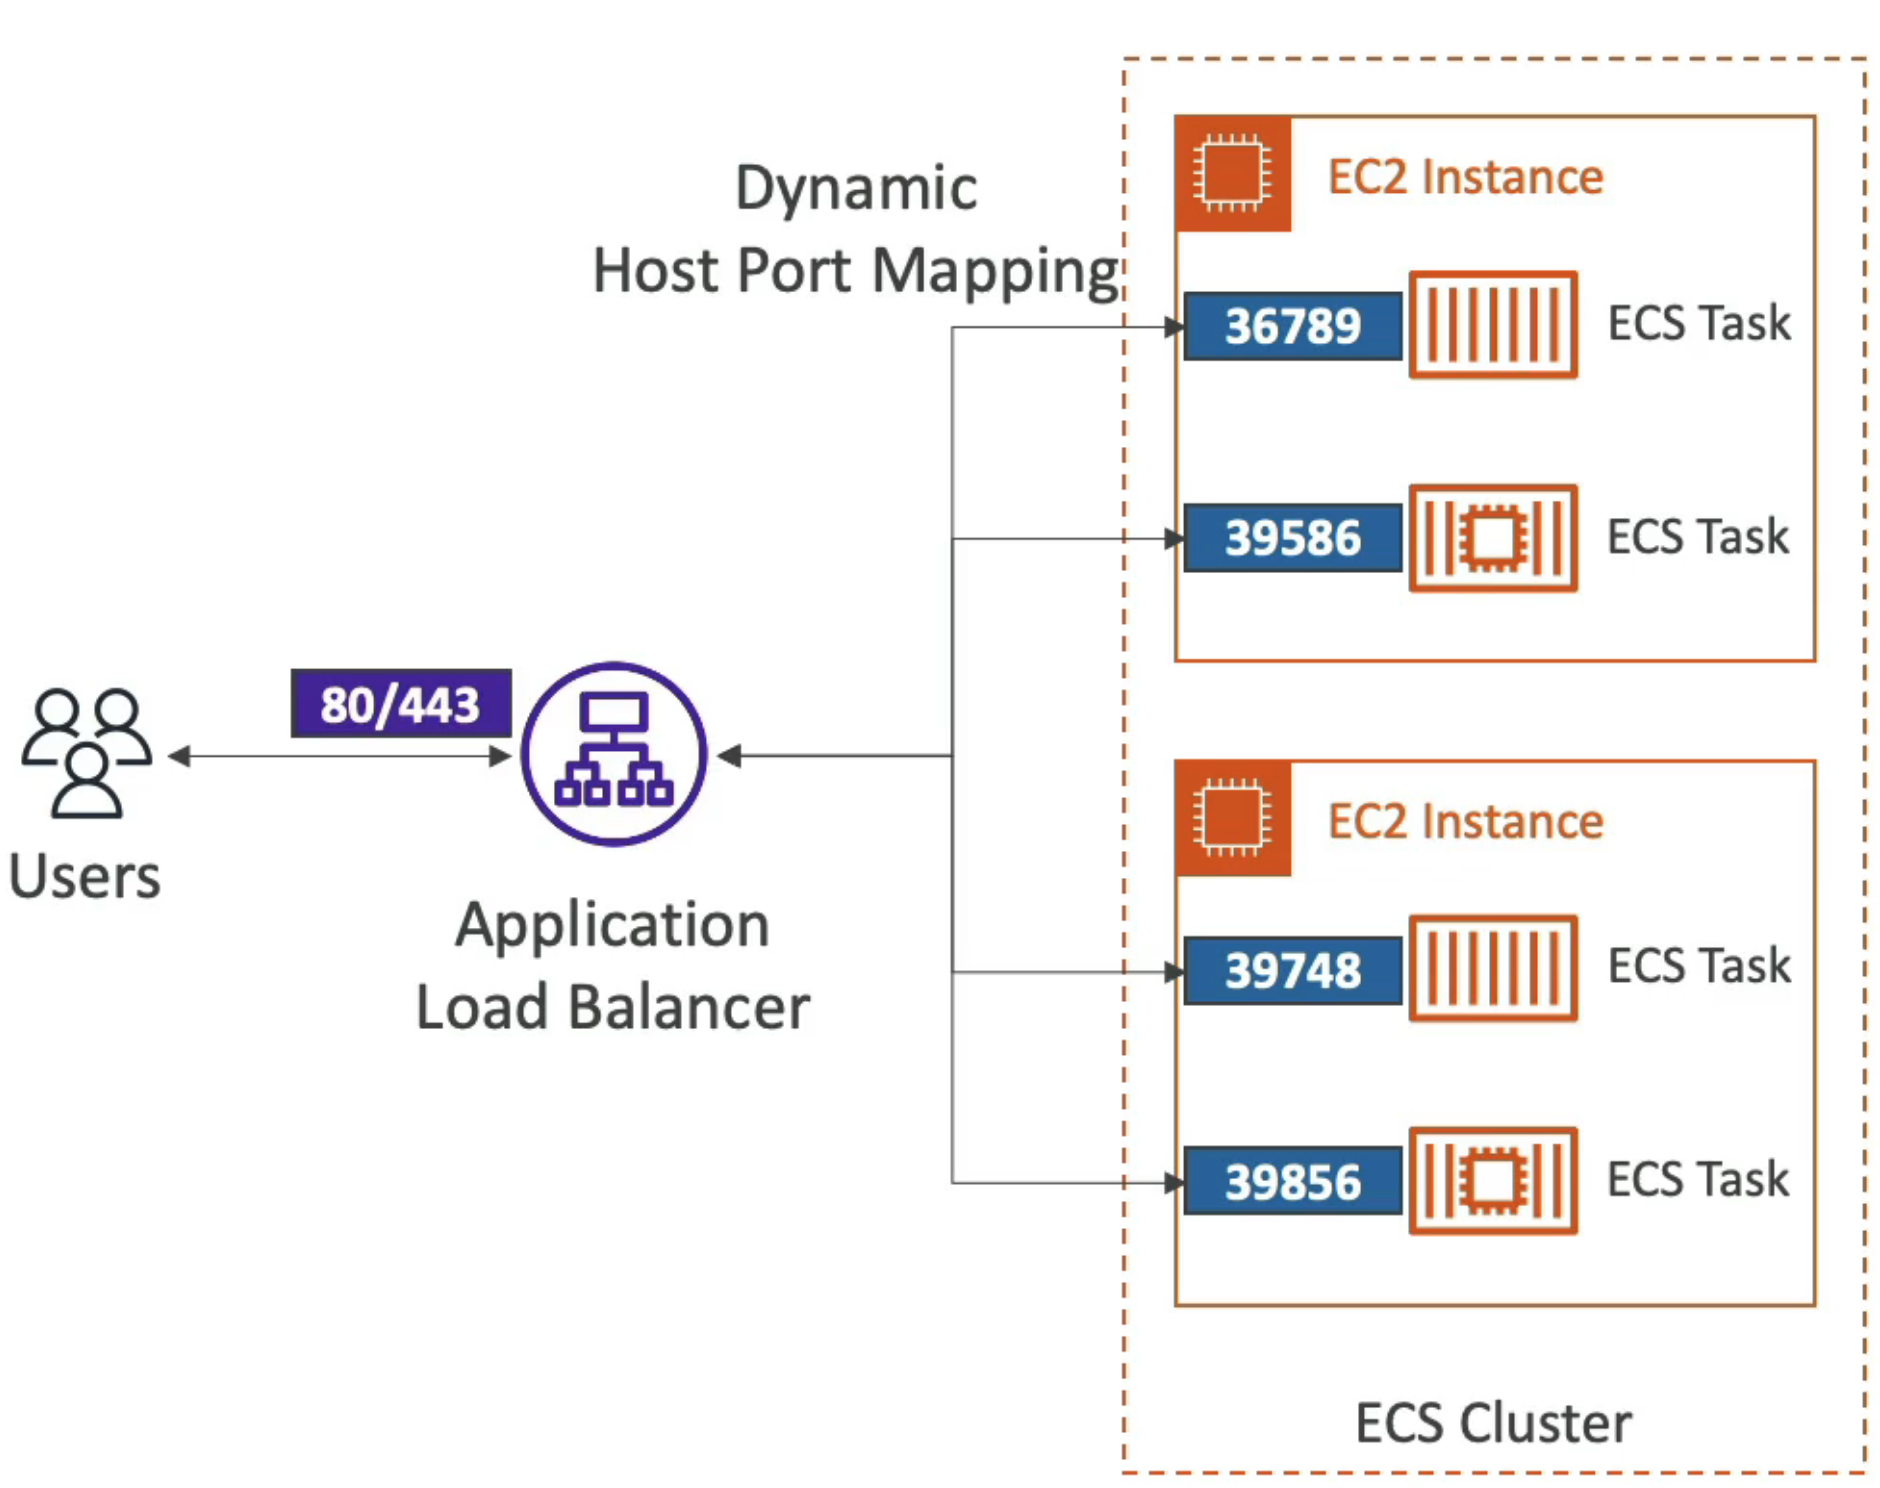 Dynamic
Host Port Mapping
EC2 Instance
36789
ECS Task
39586
ECS Task
80/443
Users
Application
Load Balancer
EC2 Instance
39748
ECS Task
39856
ECS Task
ECS Cluster